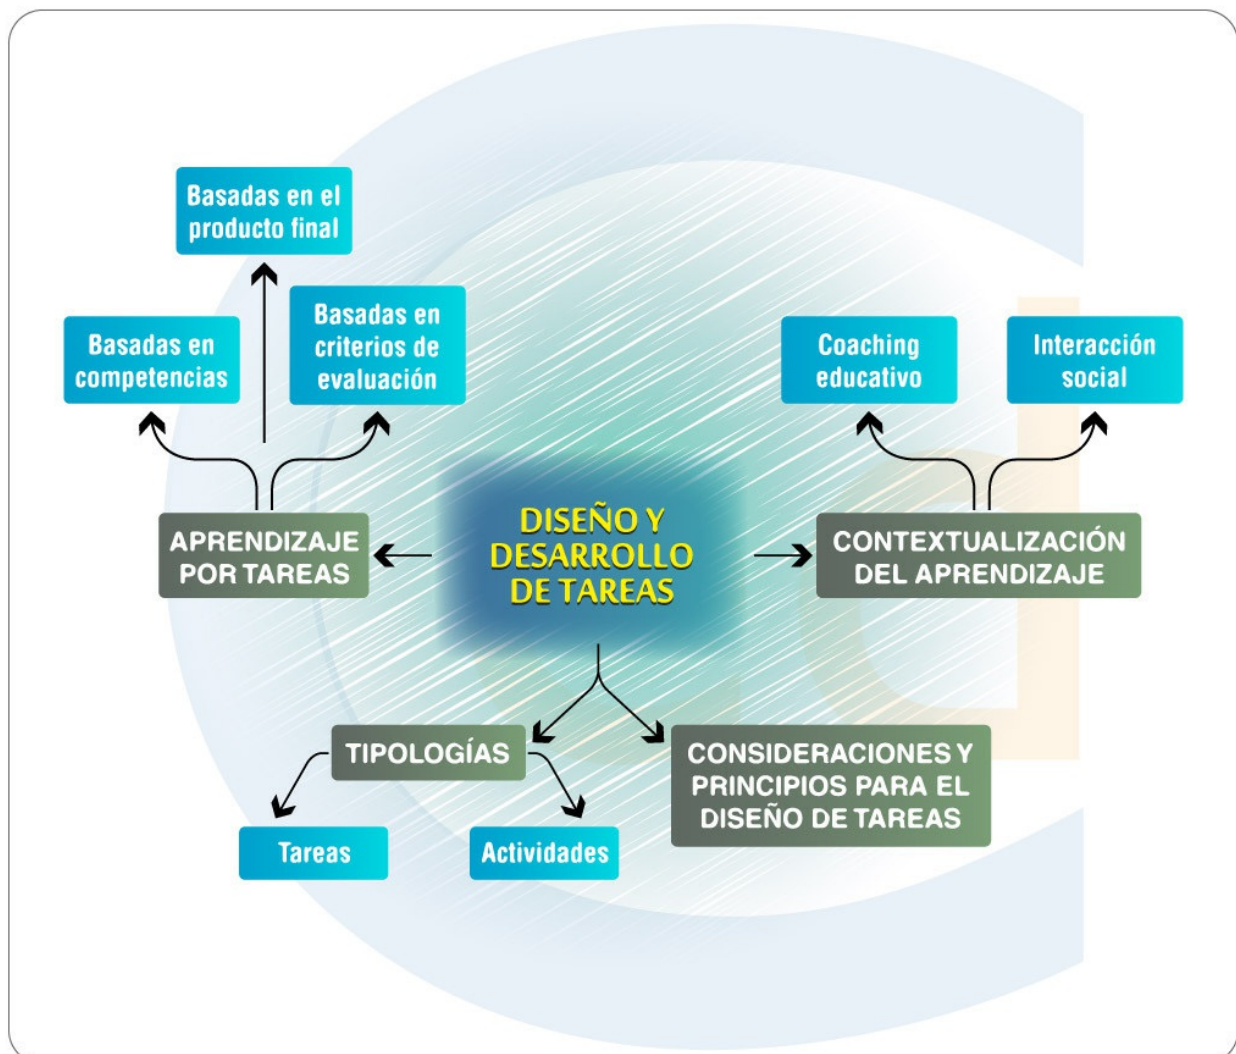 Basadas en el
producto final
Basadas en
competencias
Basadas en
criterios de
evaluación
Coaching
educativo
Interacción
social
APRENDIZAJE
POR TAREAS
DISEÑO Y
DESARROLLO
DE TAREAS
CONTEXTUALIZACIÓN
DEL APRENDIZAJE
TIPOLOGÍAS
CONSIDERACIONES Y
PRINCIPIOS PARA EL
DISEÑO DE TAREAS
Tareas
Actividades